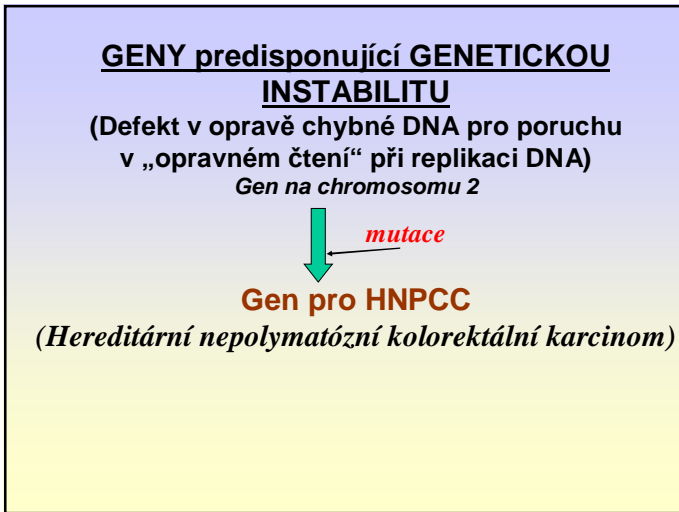 GENY predisponující GENETICKOU
INSTABILITU
(Defekt v opravě chybné DNA pro poruchu
v „opravném čtení“ při replikaci DNA)
Gen na chromosomu 2
mutace
Gen pro HNPCC
(Hereditární nepolymatózní kolorektální karcinom)